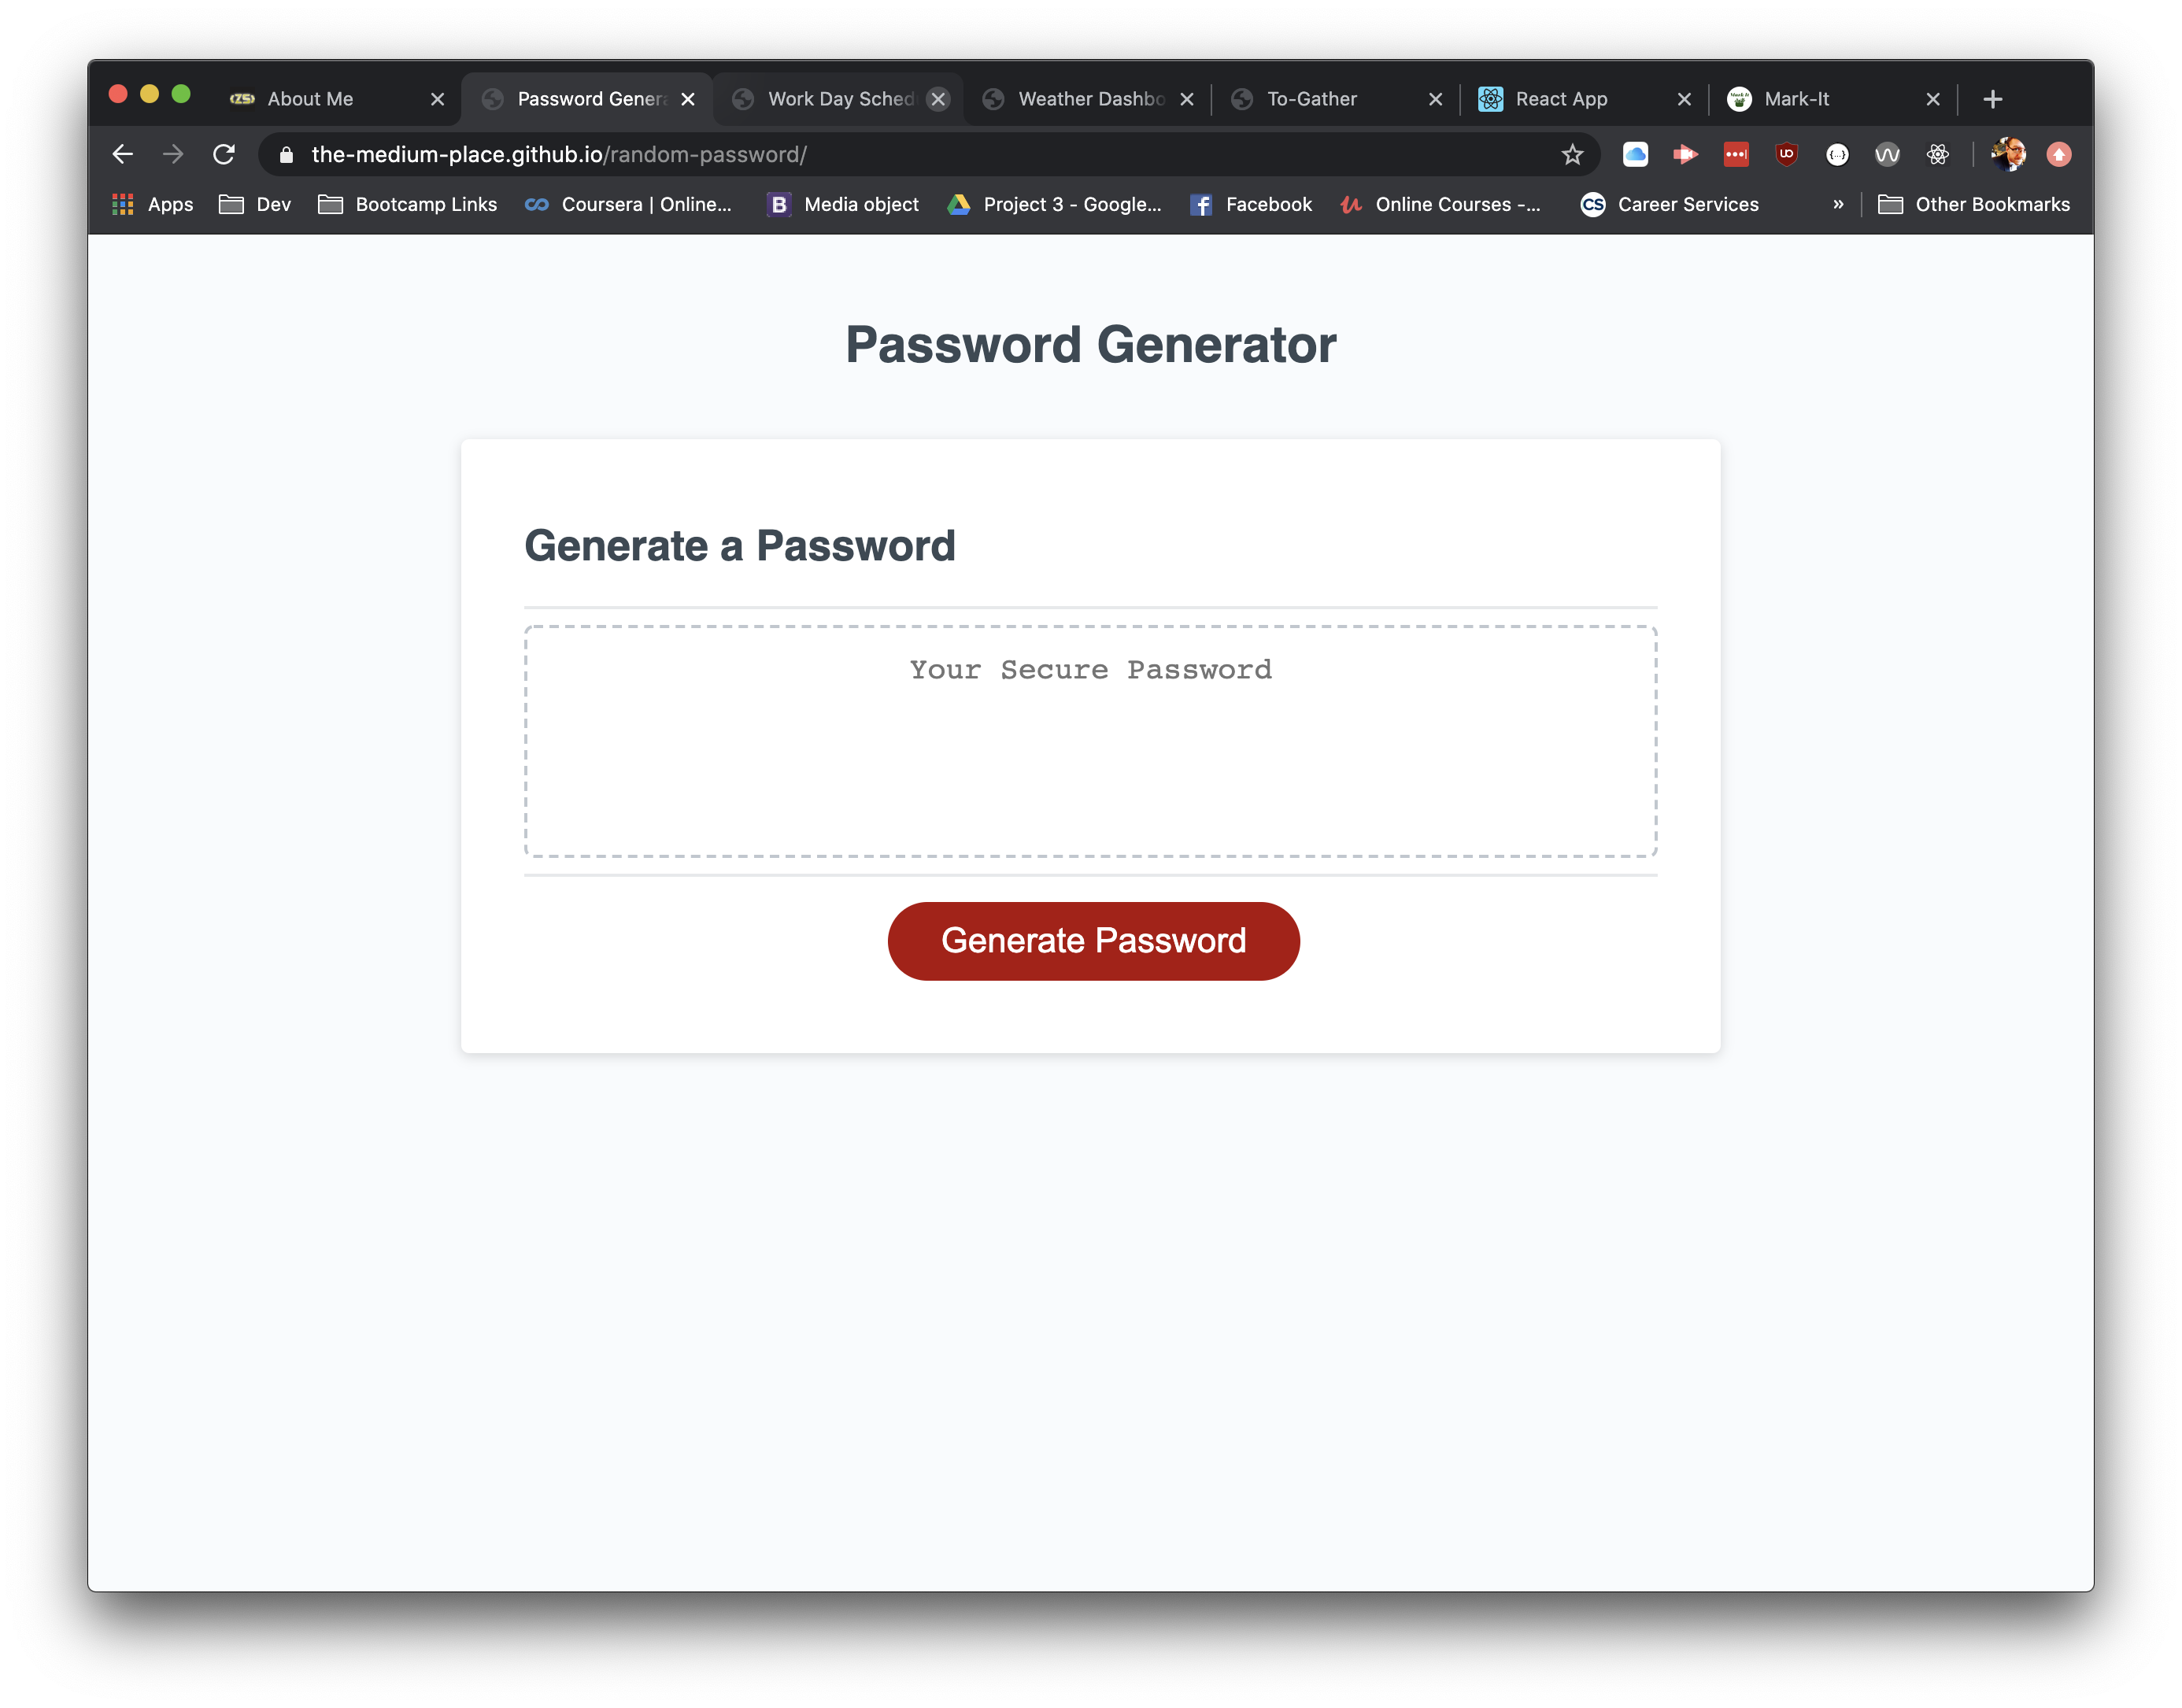 About Me
Password Genera
Work Day Sched
Weather Dashbo
To-Gather
React App
Mark-It
the-medium-place.github.io/random-password/
Apps
Dev
Bootcamp Links
Coursera | Online...
B
Media object
Project 3 - Google...
Facebook
Online Courses -...
CS
Career Services
»
Other Bookmarks
Password Generator
Generate a Password
Your Secure Password
Generate Password